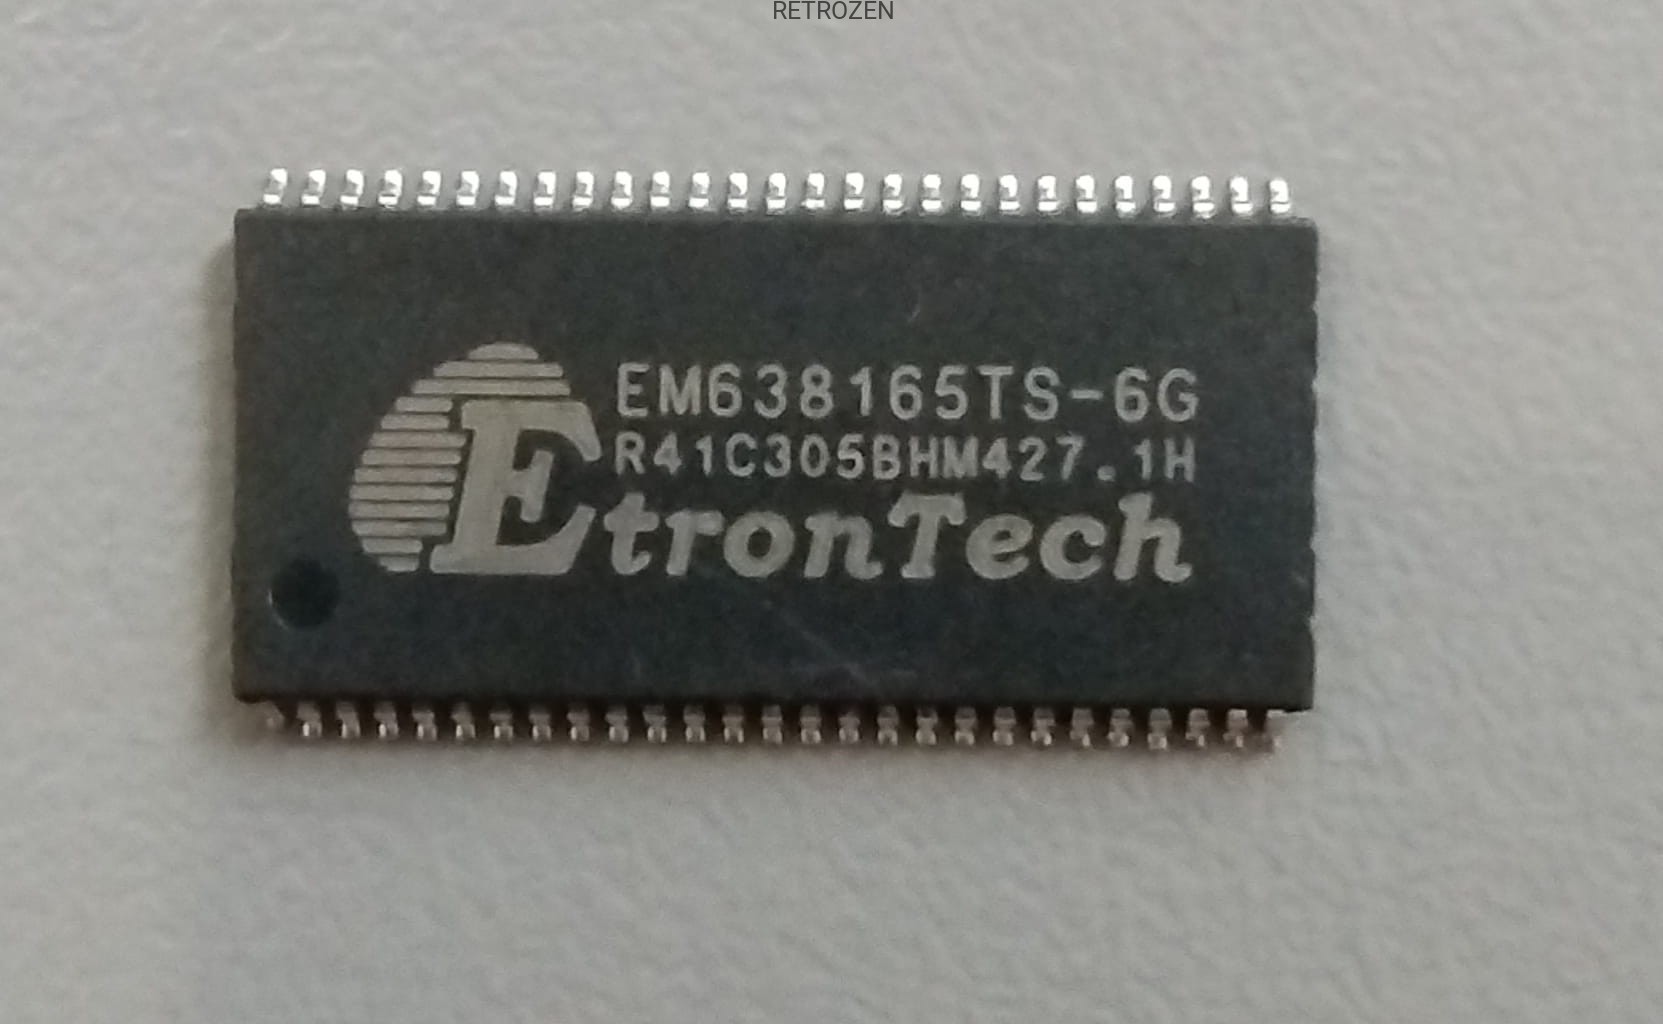 RETROZEN
EM638165TS-6G
R41C305BHM427.1H
EtronTech